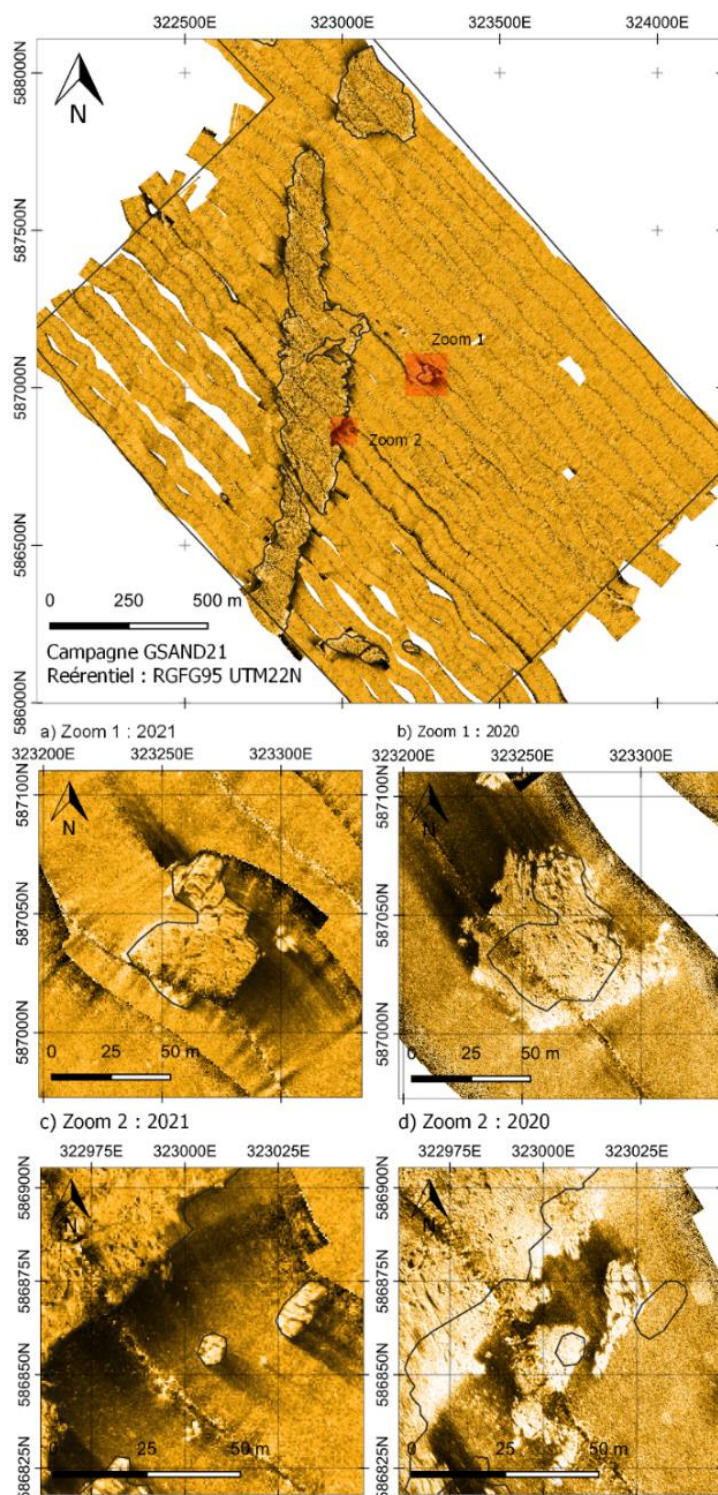 322500E 323000E 323500E 324000E
588000N
N
587500N
Zoom 1
587000N
Zoom 2
586500N
0 250 500 m
Campagne GSAND21
Reérentiel : RGFG95 UTM22N
586000N
a) Zoom 1 : 2021
323200E 323250E 323300E
587100N
N
587050N
587000N
0 25 50 m
b) Zoom 1 : 2020
323200E 323250E 323300E
587100N
N
587050N
587000N
0 25 50 m
c) Zoom 2 : 2021
322975E 323000E 323025E
586900N
N
586875N
586850N
586825N
0 25 50 m
d) Zoom 2 : 2020
322975E 323000E 323025E
586900N
N
586875N
586850N
586825N
0 25 50 m